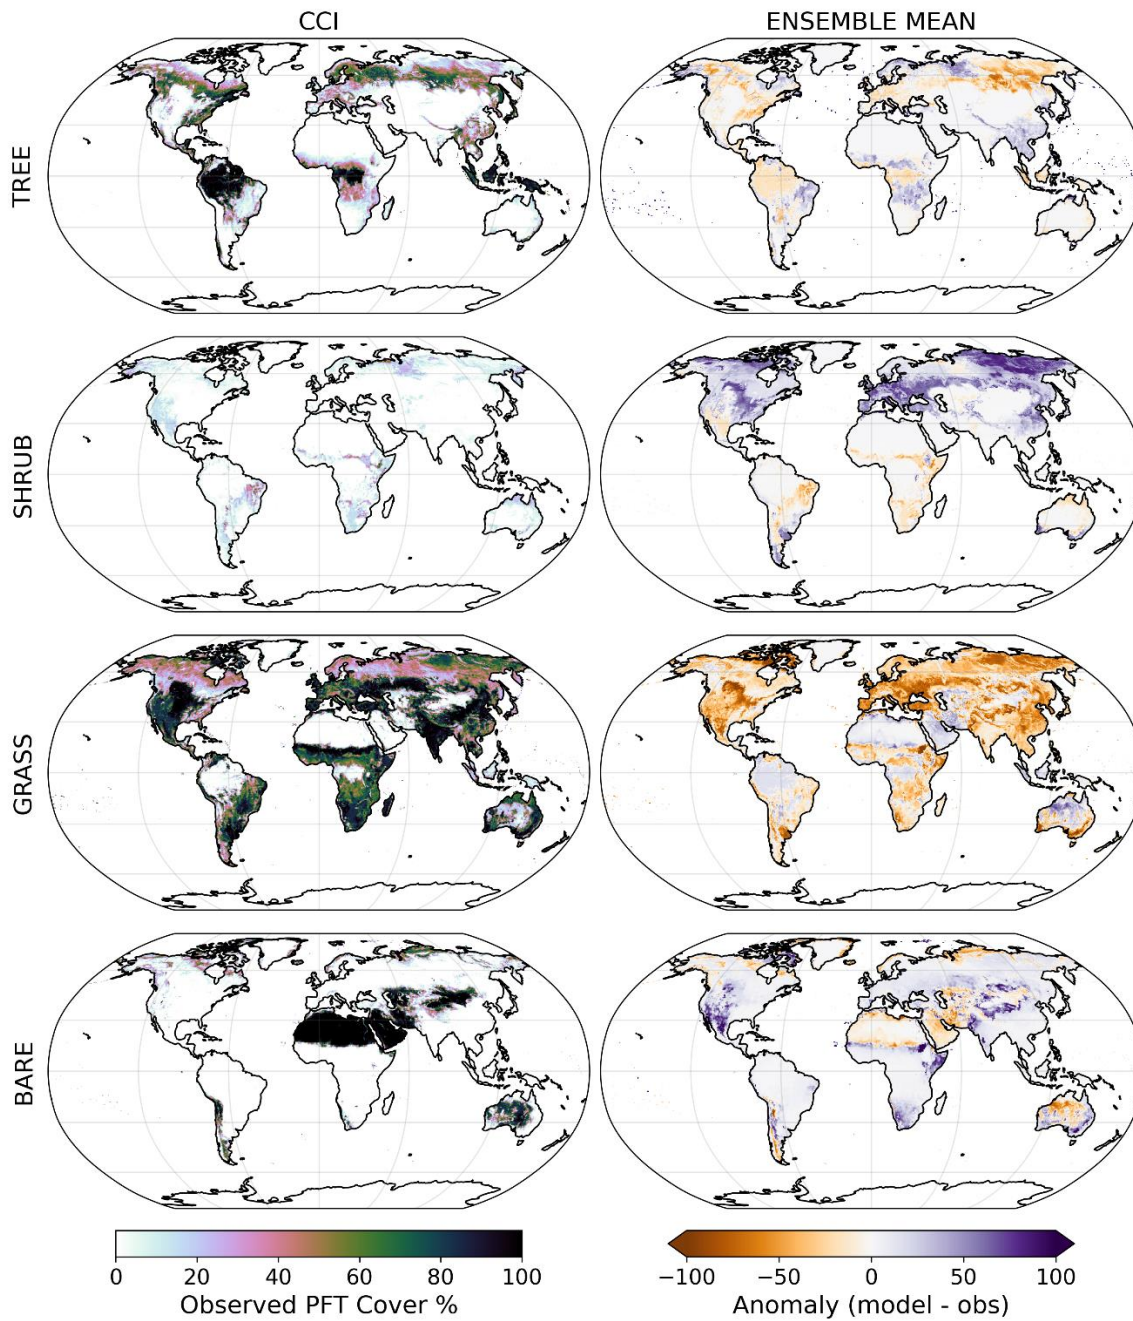 CCI
ENSEMBLE MEAN
TREE
SHRUB
GRASS
BARE
0 20 40 60 80 100
Observed PFT Cover %
−100 −50 0 50 100
Anomaly (model - obs)